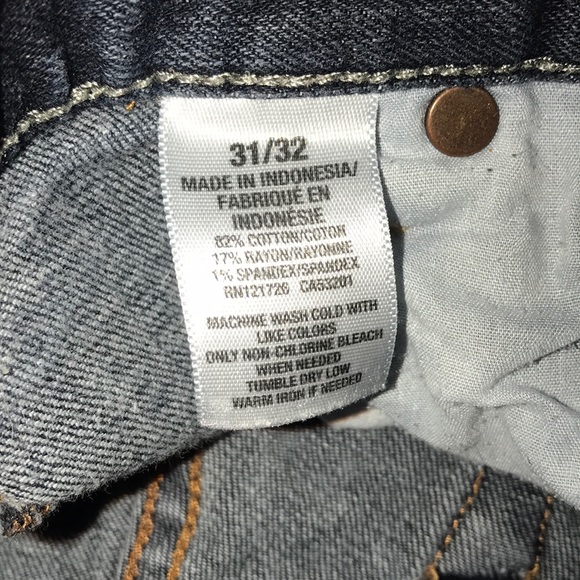 31/32
MADE IN INDONESIA/
FABRIQUÉ EN
INDONÉSIE
82% COTTON/COTON
17% RAYON/RAYONNE
1% SPANDEX/SPANDEX
RN121726 CA53201
MACHINE WASH COLD WITH
LIKE COLORS
ONLY NON-CHLORINE BLEACH
WHEN NEEDED
TUMBLE DRY LOW
WARM IRON IF NEEDED